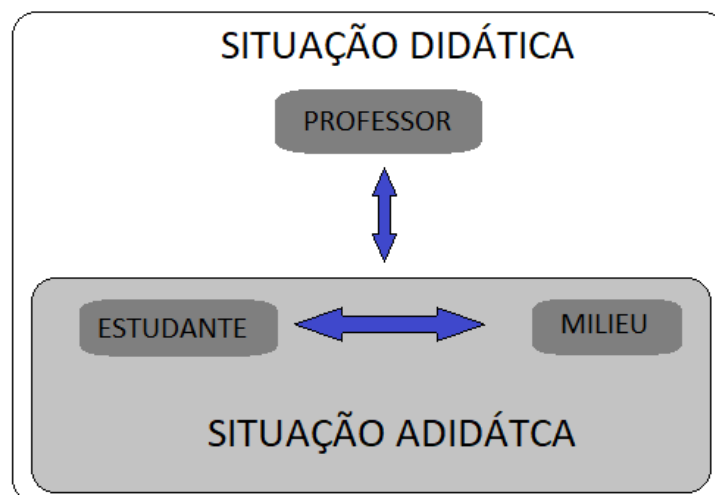 SITUAÇÃO DIDÁTICA
PROFESSOR
ESTUDANTE
MILIEU
SITUAÇÃO ADIDÁTCA